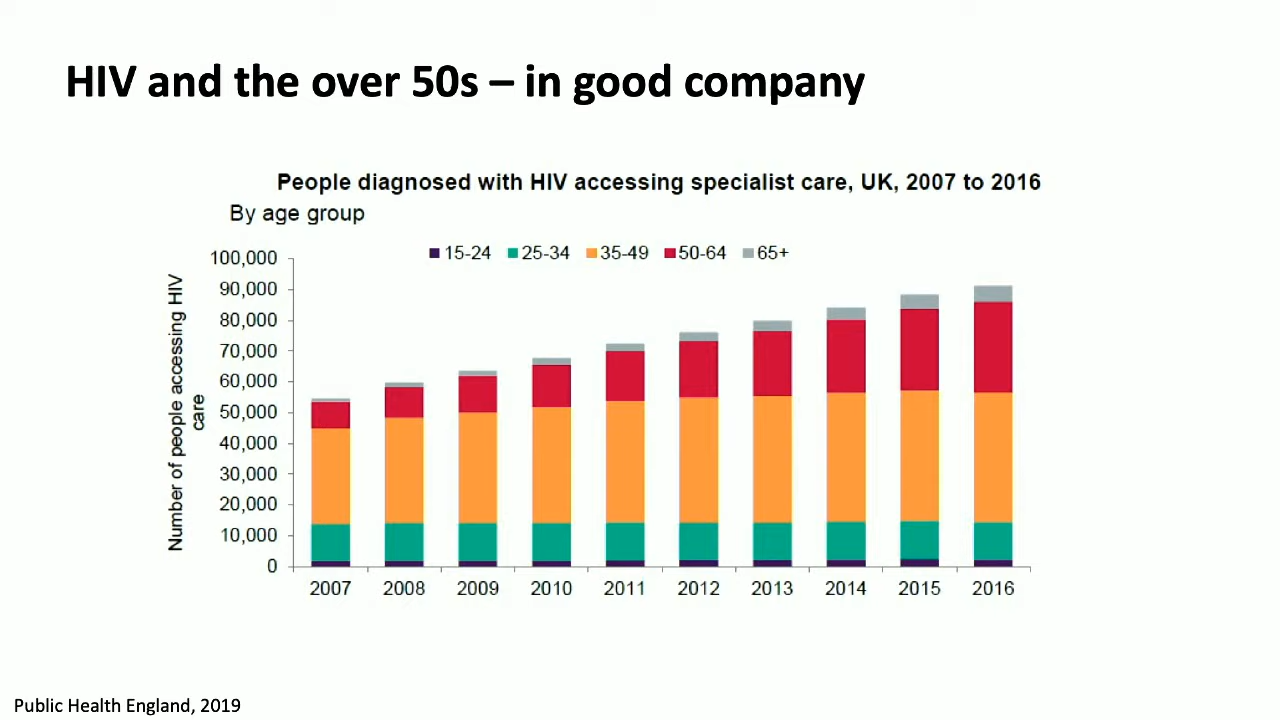 HIV and the over 50s – in good company
People diagnosed with HIV accessing specialist care, UK, 2007 to 2016
By age group
15-24 25-34 35-49 50-64 65+
Number of people accessing HIV
care
100,000
90,000
80,000
70,000
60,000
50,000
40,000
30,000
20,000
10,000
0
2007 2008 2009 2010 2011 2012 2013 2014 2015 2016
Public Health England, 2019